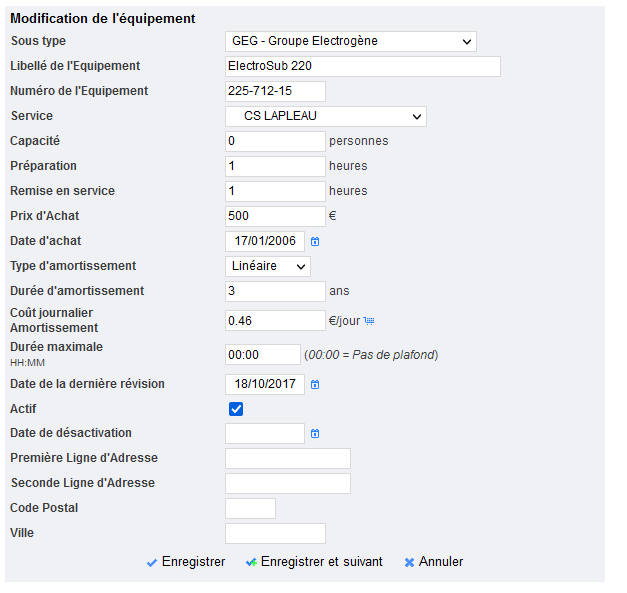 Modification de l'équipement
Sous type GEG - Groupe Electrogène
Libellé de l'Equipement ElectroSub 220
Numéro de l'Equipement 225-712-15
Service CS LAPLEAU
Capacité 0 personnes
Préparation 1 heures
Remise en service 1 heures
Prix d'Achat 500 €
Date d'achat 17/01/2006
Type d'amortissement Linéaire
Durée d'amortissement 3 ans
Coût journalier
Amortissement 0.46 €/jour
Durée maximale
HH:MM 00:00 (00:00 = Pas de plafond)
Date de la dernière révision 18/10/2017
Actif
Date de désactivation
Première Ligne d'Adresse
Seconde Ligne d'Adresse
Code Postal
Ville
Enregistrer Enregistrer et suivant Annuler